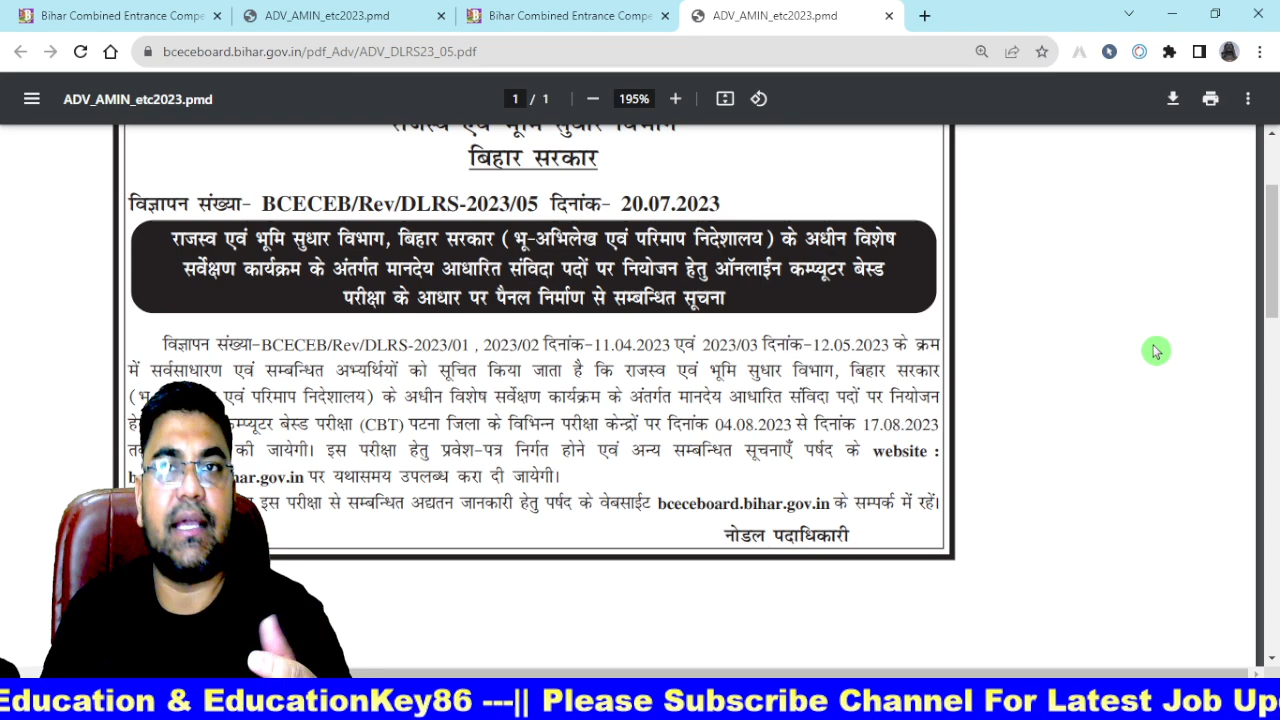 Bihar Combined Entrance Compe
ADV_AMIN_etc2023.pmd
Bihar Combined Entrance Compe
ADV_AMIN_etc2023.pmd
bceceboard.bihar.gov.in/pdf_Adv/ADV_DLRS23_05.pdf
ADV_AMIN_etc2023.pmd
1 / 1
195%
राजस्व एवं भूमि सुधार विभाग
बिहार सरकार
विज्ञापन संख्या- BCECEB/Rev/DLRS-2023/05 दिनांक- 20.07.2023
राजस्व एवं भूमि सुधार विभाग, बिहार सरकार ( भू-अभिलेख एवं परिमाप निदेशालय ) के अधीन विशेष
सर्वेक्षण कार्यक्रम के अंतर्गत मानदेय आधारित संविदा पदों पर नियोजन हेतु ऑनलाईन कम्प्यूटर बेस्ड
परीक्षा के आधार पर पैनल निर्माण से सम्बन्धित सूचना
विज्ञापन संख्या-BCECEB/Rev/DLRS-2023/01 , 2023/02 दिनांक-11.04.2023 एवं 2023/03 दिनांक-12.05.2023 के क्रम
में सर्वसाधारण एवं सम्बन्धित अभ्यर्थियों को सूचित किया जाता है कि राजस्व एवं भूमि सुधार विभाग, बिहार सरकार
एवं परिमाप निदेशालय) के अधीन विशेष सर्वेक्षण कार्यक्रम के अंतर्गत मानदेय आधारित संविदा पदों पर नियोजन
कम्प्यूटर बेस्ड परीक्षा (CBT) पटना जिला के विभिन्न परीक्षा केन्द्रों पर दिनांक 04.08.2023 से दिनांक 17.08.2023
की जायेगी। इस परीक्षा हेतु प्रवेश-पत्र निर्गत होने एवं अन्य सम्बन्धित सूचनाएँ पर्षद के website :
har.gov.in पर यथासमय उपलब्ध करा दी जायेगी।
इस परीक्षा से सम्बन्धित अद्यतन जानकारी हेतु पर्षद के वेबसाईट bceceboard.bihar.gov.in के सम्पर्क में रहें।
नोडल पदाधिकारी
Education & EducationKey86 ---|| Please Subscribe Channel For Latest Job Up